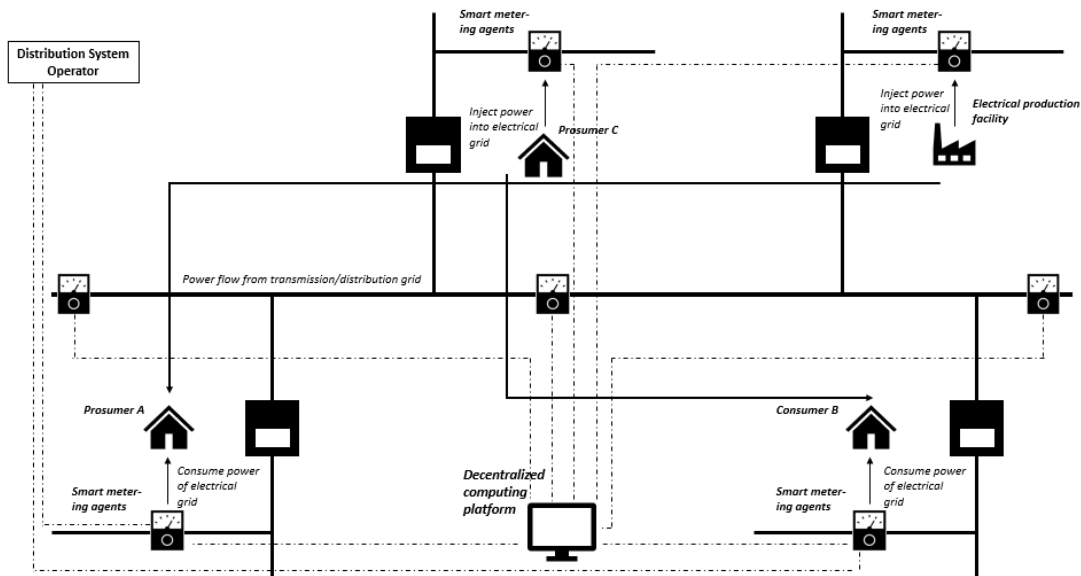 Smart meter-
ing agents
Smart meter-
ing agents
Distribution System
Operator
Inject power
into electrical
grid
Prosumer C
Inject power
into electrical
grid
Electrical production
facility
Power flow from transmission/distribution grid
Prosumer A
Consumer B
Consume power
of electrical
grid
Smart meter-
ing agents
Decentralized
computing
platform
Consume power
of electrical
grid
Smart meter-
ing agents